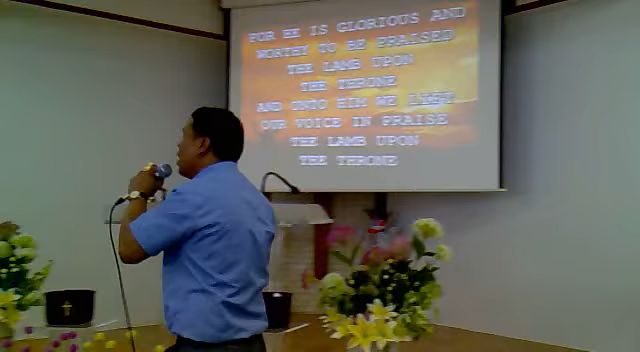 FOR HE IS GLORIOUS AND
WORTHY TO BE PRAISED
THE LAMB UPON
THE THRONE
AND UNTO HIM WE LIFT
OUR VOICE IN PRAISE
THE LAMB UPON
THE THRONE